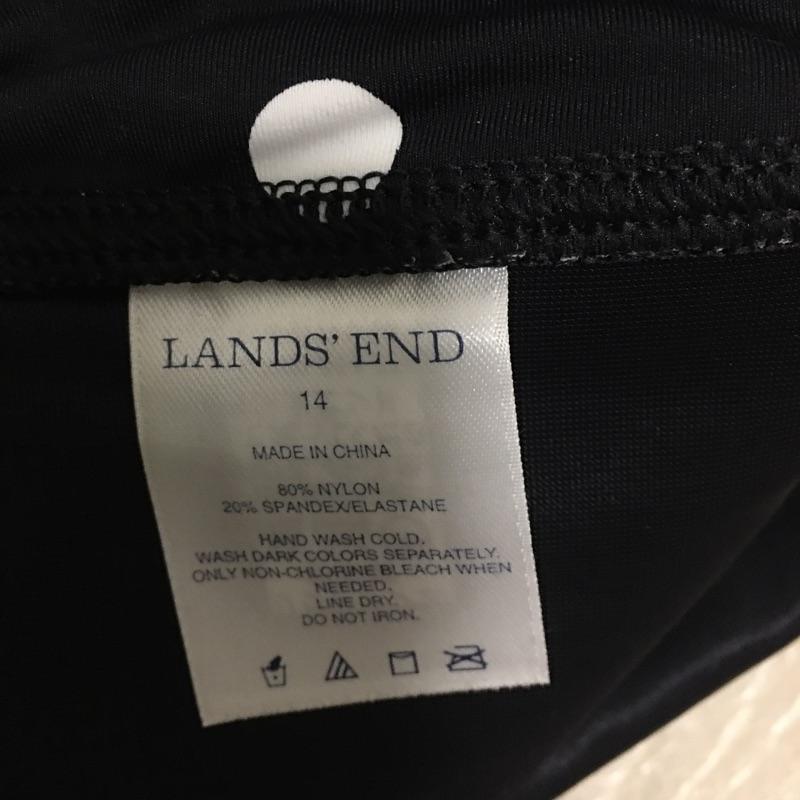 LANDS' END
14
MADE IN CHINA
80% NYLON
20% SPANDEX/ELASTANE
HAND WASH COLD.
WASH DARK COLORS SEPARATELY.
ONLY NON-CHLORINE BLEACH WHEN
NEEDED.
LINE DRY.
DO NOT IRON.